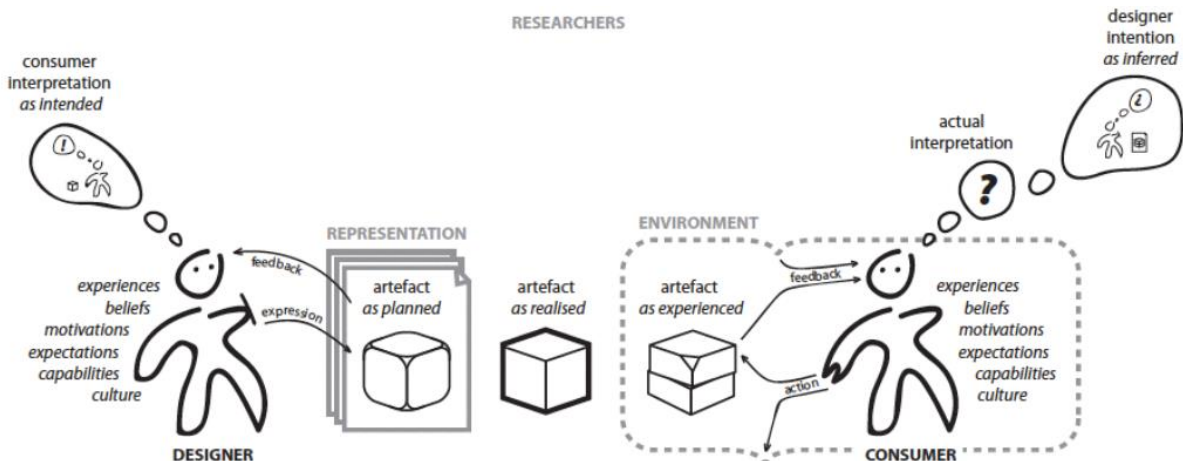 RESEARCHERS
consumer
interpretation
as intended
!
designer
intention
as inferred
¿
actual
interpretation
?
REPRESENTATION
ENVIRONMENT
feedback
expression
artefact
as planned
artefact
as realised
artefact
as experienced
feedback
action
experiences
beliefs
motivations
expectations
capabilities
culture
experiences
beliefs
motivations
expectations
capabilities
culture
DESIGNER
CONSUMER